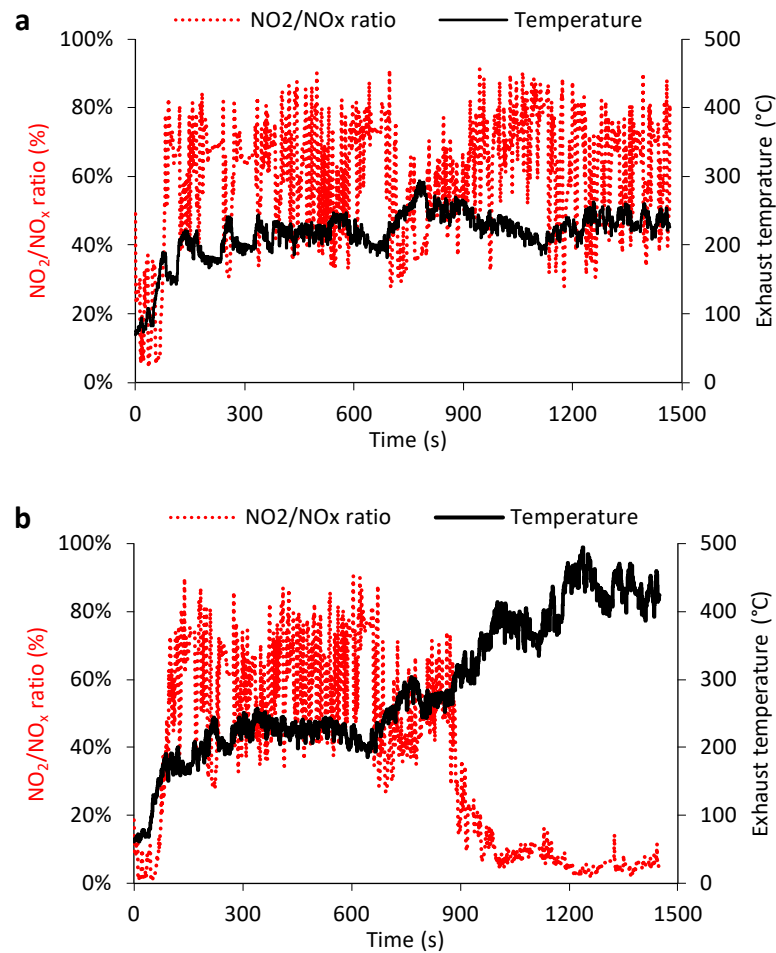 a
NO2/NOx ratio Temperature
100% 500
80% 400
60% 300
40% 200
20% 100
0% 0
NO₂/NOₓ ratio (%)
Exhaust temprature (°C)
0 300 600 900 1200 1500
Time (s)
b
NO2/NOx ratio Temperature
100% 500
80% 400
60% 300
40% 200
20% 100
0% 0
NO₂/NOₓ ratio (%)
Exhaust temperature (°C)
0 300 600 900 1200 1500
Time (s)